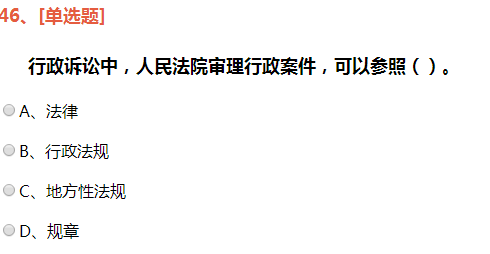 46、[单选题]
行政诉讼中，人民法院审理行政案件，可以参照（ ）。
A、法律
B、行政法规
C、地方性法规
D、规章